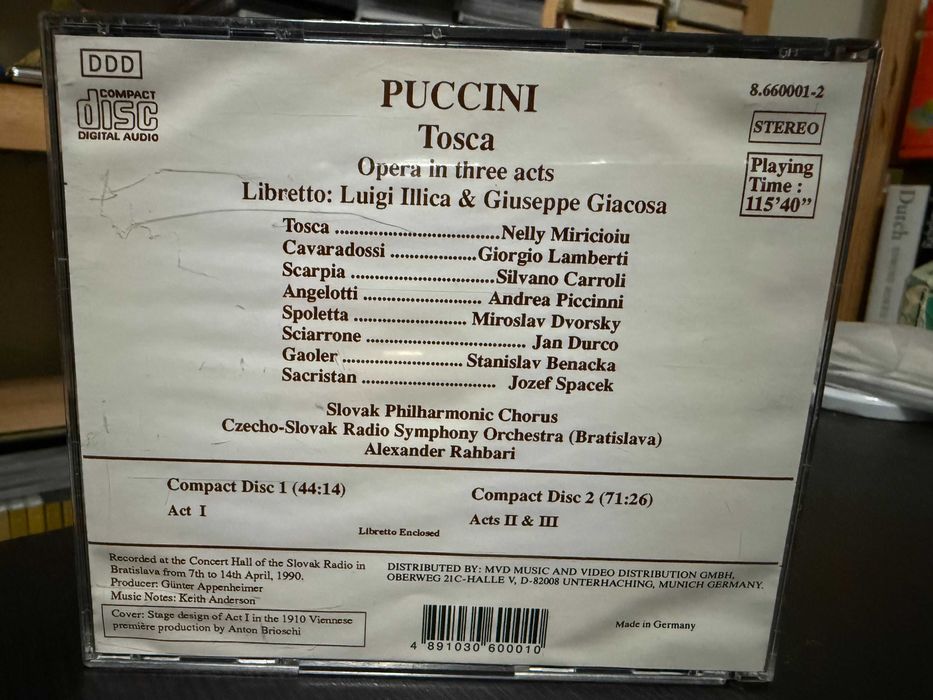 DDD
COMPACT
disc
DIGITAL AUDIO
PUCCINI
Tosca
Opera in three acts
Libretto: Luigi Illica & Giuseppe Giacosa
8.660001-2
STEREO
Playing
Time :
115'40”
Tosca ..................................Nelly Miricioiu
Cavaradossi ..................Giorgio Lamberti
Scarpia ..............................Silvano Carroli
Angelotti ......................... Andrea Piccinni
Spoletta ........................ Miroslav Dvorsky
Sciarrone .................................... Jan Durco
Gaoler ..........................Stanislav Benacka
Sacristan ............................. Jozef Spacek
Slovak Philharmonic Chorus
Czecho-Slovak Radio Symphony Orchestra (Bratislava)
Alexander Rahbari
Compact Disc 1 (44:14)
Act I
Compact Disc 2 (71:26)
Acts II & III
Libretto Enclosed
Recorded at the Concert Hall of the Slovak Radio in
Bratislava from 7th to 14th April, 1990.
Producer: Günter Appenheimer
Music Notes: Keith Anderson
Cover: Stage design of Act I in the 1910 Viennese
première production by Anton Brioschi
DISTRIBUTED BY: MVD MUSIC AND VIDEO DISTRIBUTION GMBH,
OBERWEG 21C-HALLE V, D-82008 UNTERHACHING, MUNICH GERMANY.
4 891030 600010
Made in Germany
Dutch